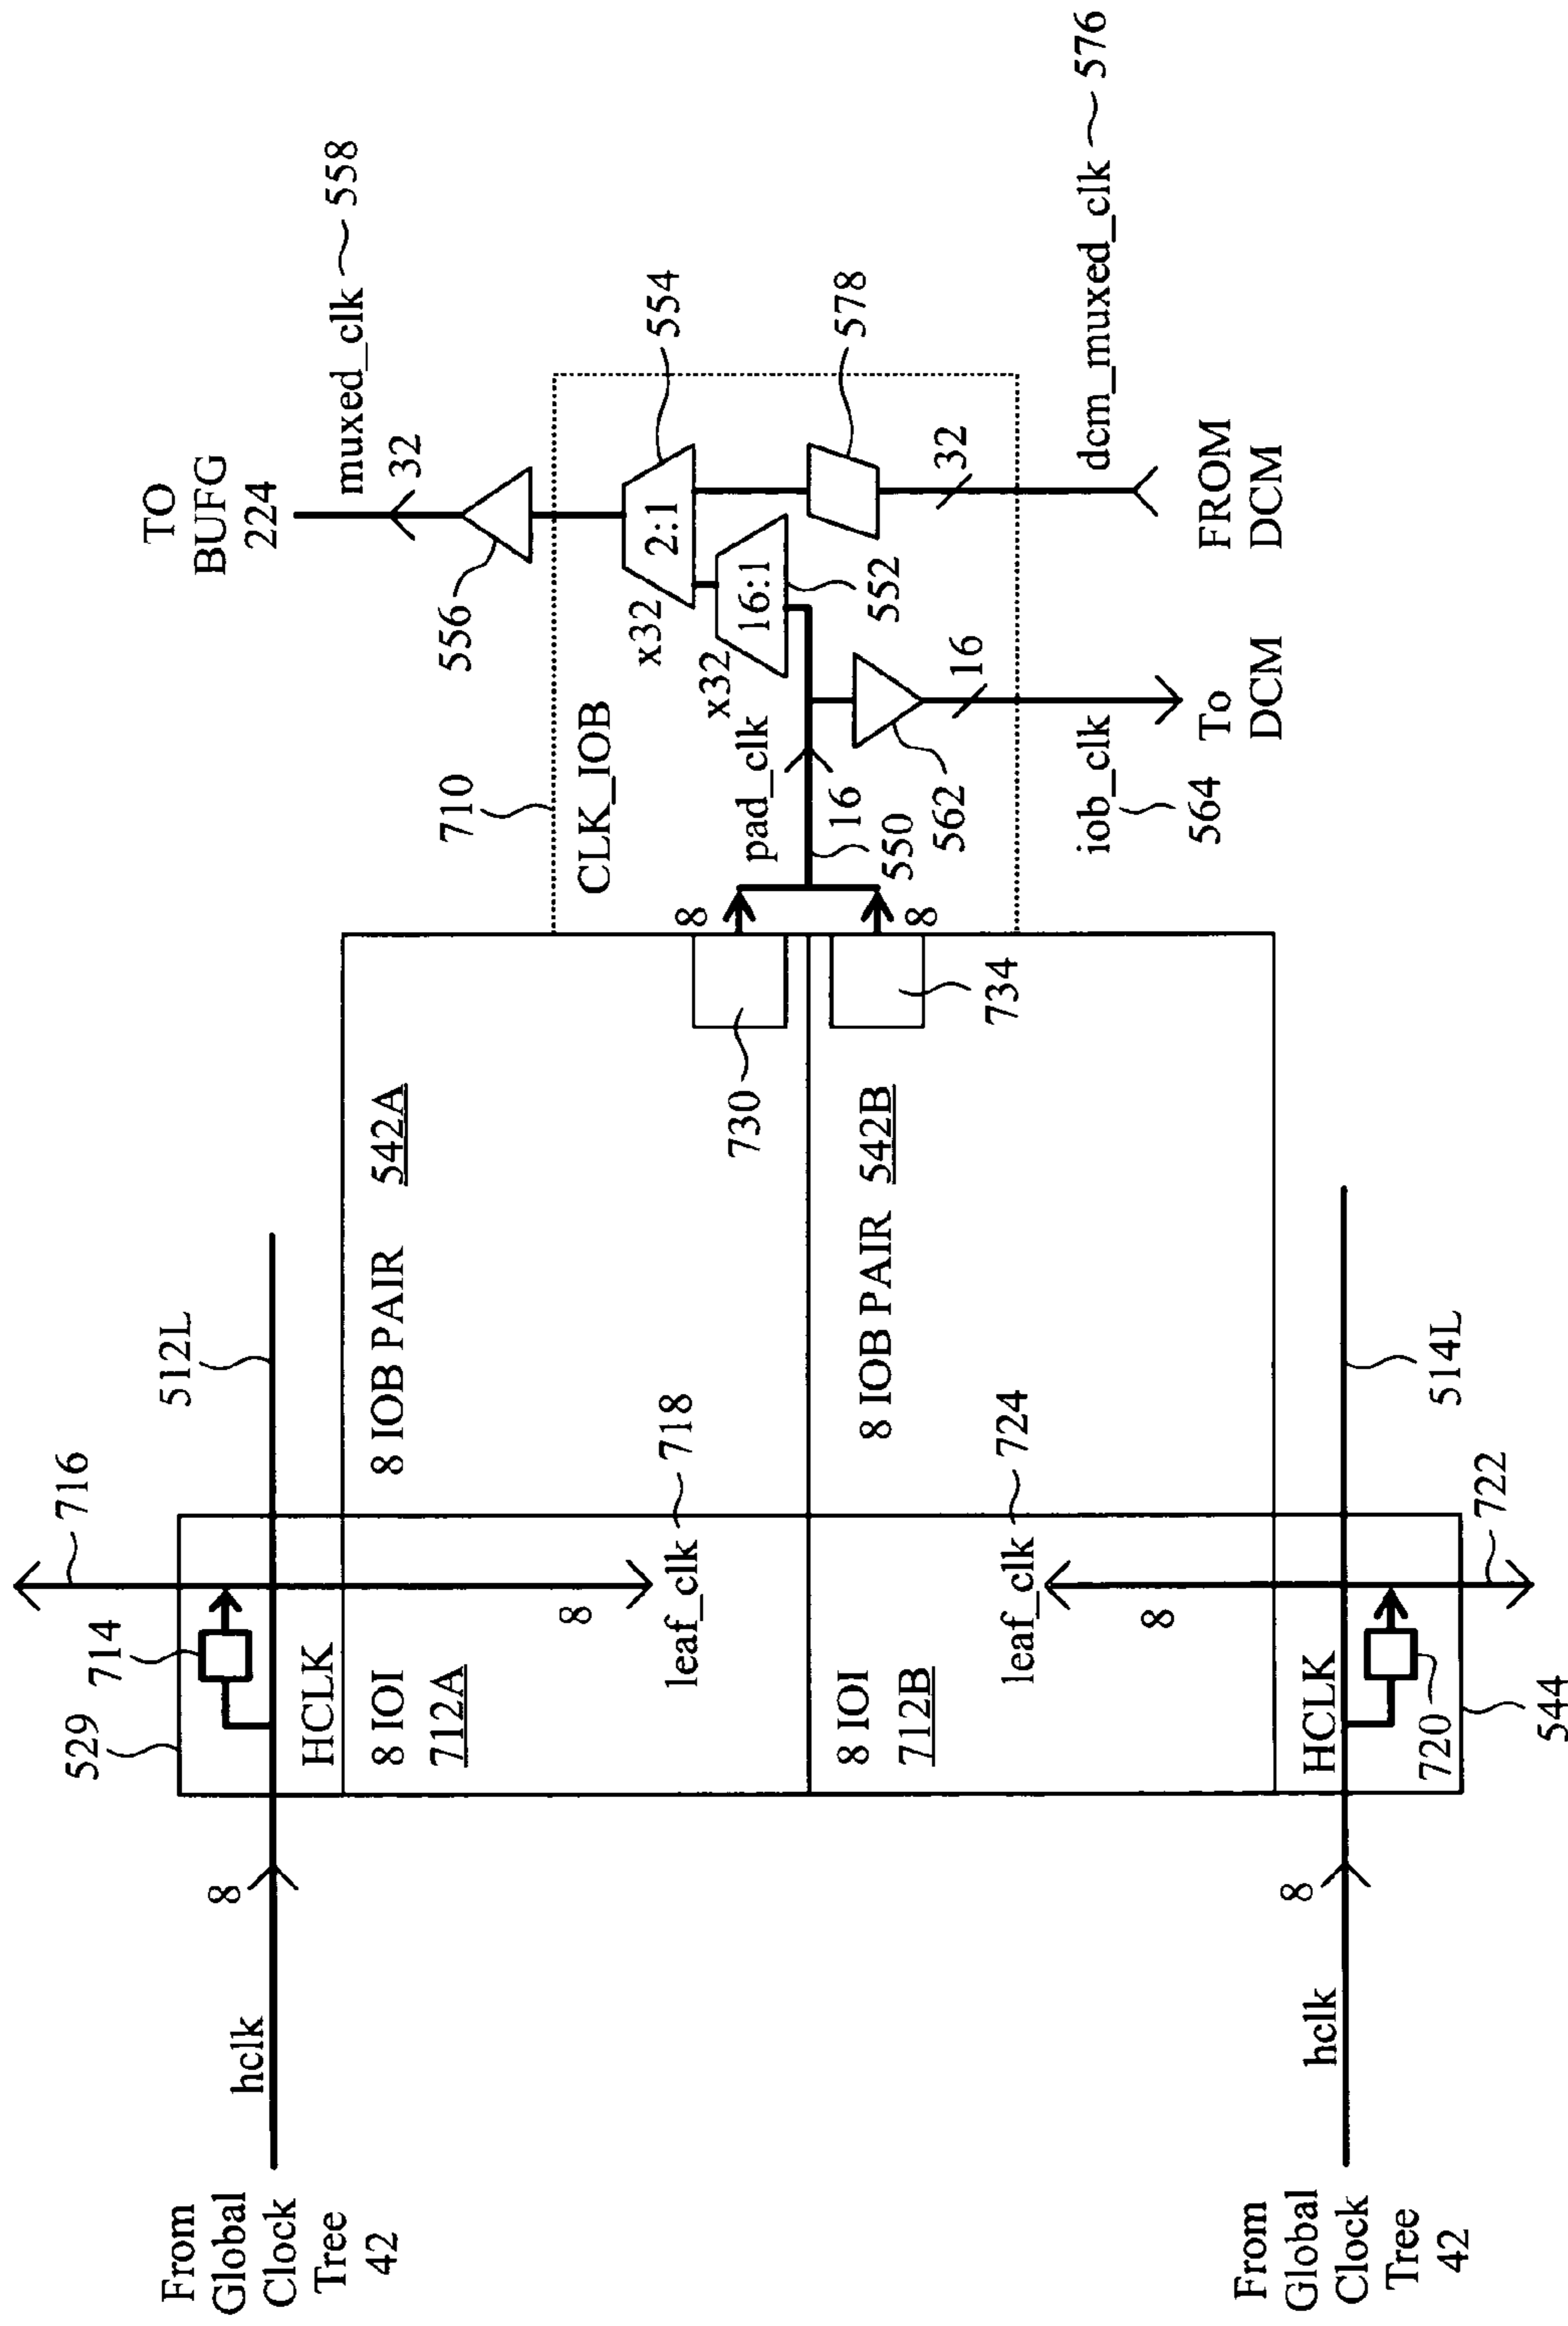 From
Global
Clock
Tree
42
hclk
8
529
714
716
HCLK
512L
8 IOI
712A
8
leaf_clk
718
8 IOB PAIR
542A
730
8 IOI
712B
leaf_clk
724
8
8 IOB PAIR
542B
734
From
Global
Clock
Tree
42
hclk
8
HCLK
720
544
722
514L
TO
BUFG
224
muxed_clk
558
32
556
710
CLK_IOB
x32
2:1
554
x32
16:1
552
578
8
8
pad_clk
16
550
562
16
iob_clk
564
To
DCM
32
dcm_muxed_clk
576
FROM
DCM